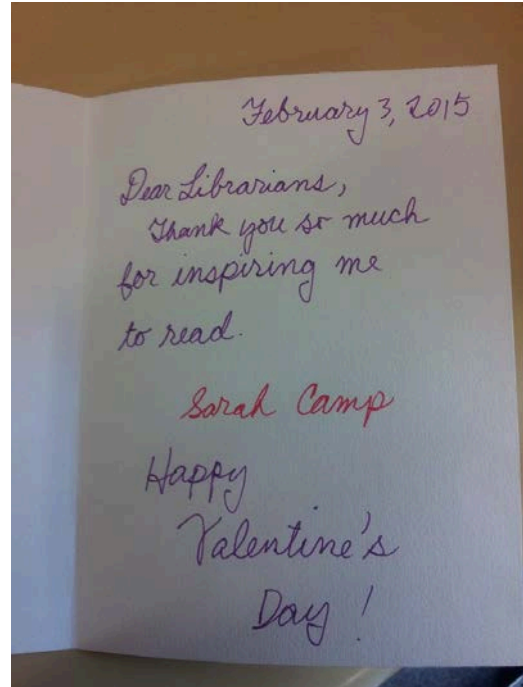 February 3, 2015
Dear Librarians,
Thank you so much
for inspiring me
to read.
Sarah Camp
Happy
Valentine's
Day!